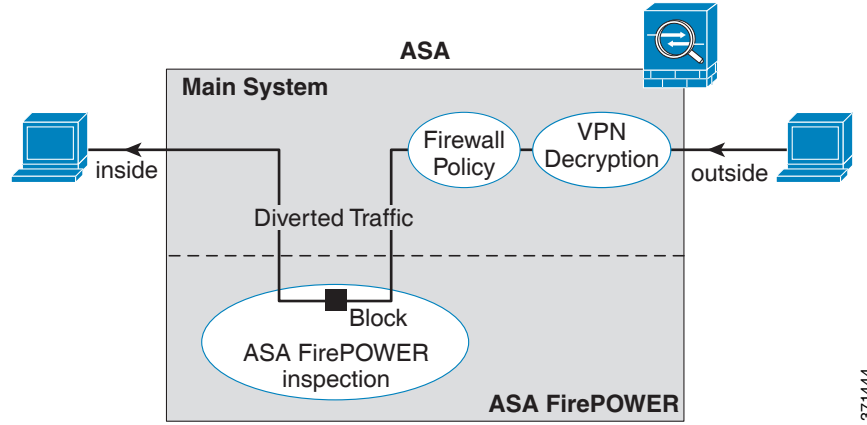 ASA
Main System
Firewall
Policy
VPN
Decryption
inside
outside
Diverted Traffic
Block
ASA FirePOWER
inspection
ASA FirePOWER
371444